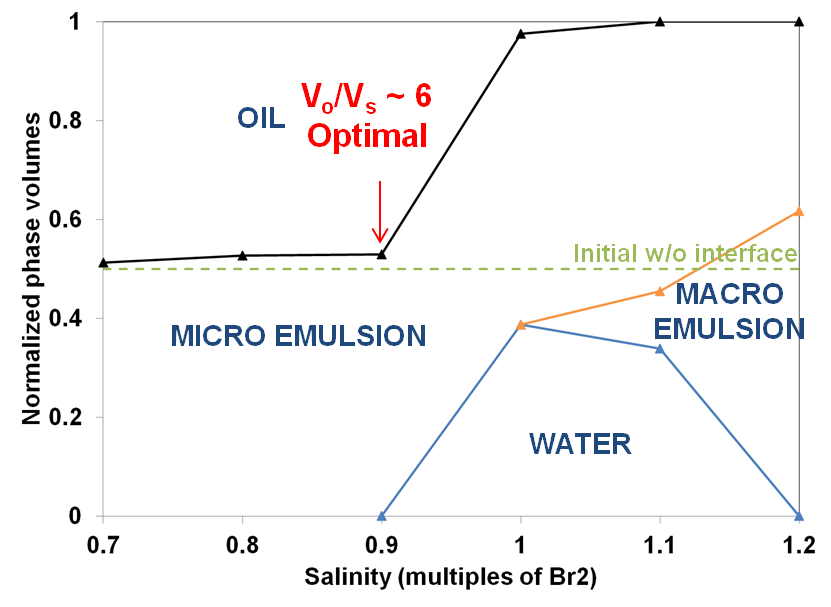 1
0.8
0.6
0.4
0.2
0
Normalized phase volumes
OIL
Vo/Vs ~ 6
Optimal
Initial w/o interface
MICRO EMULSION
MACRO
EMULSION
WATER
0.7 0.8 0.9 1 1.1 1.2
Salinity (multiples of Br2)